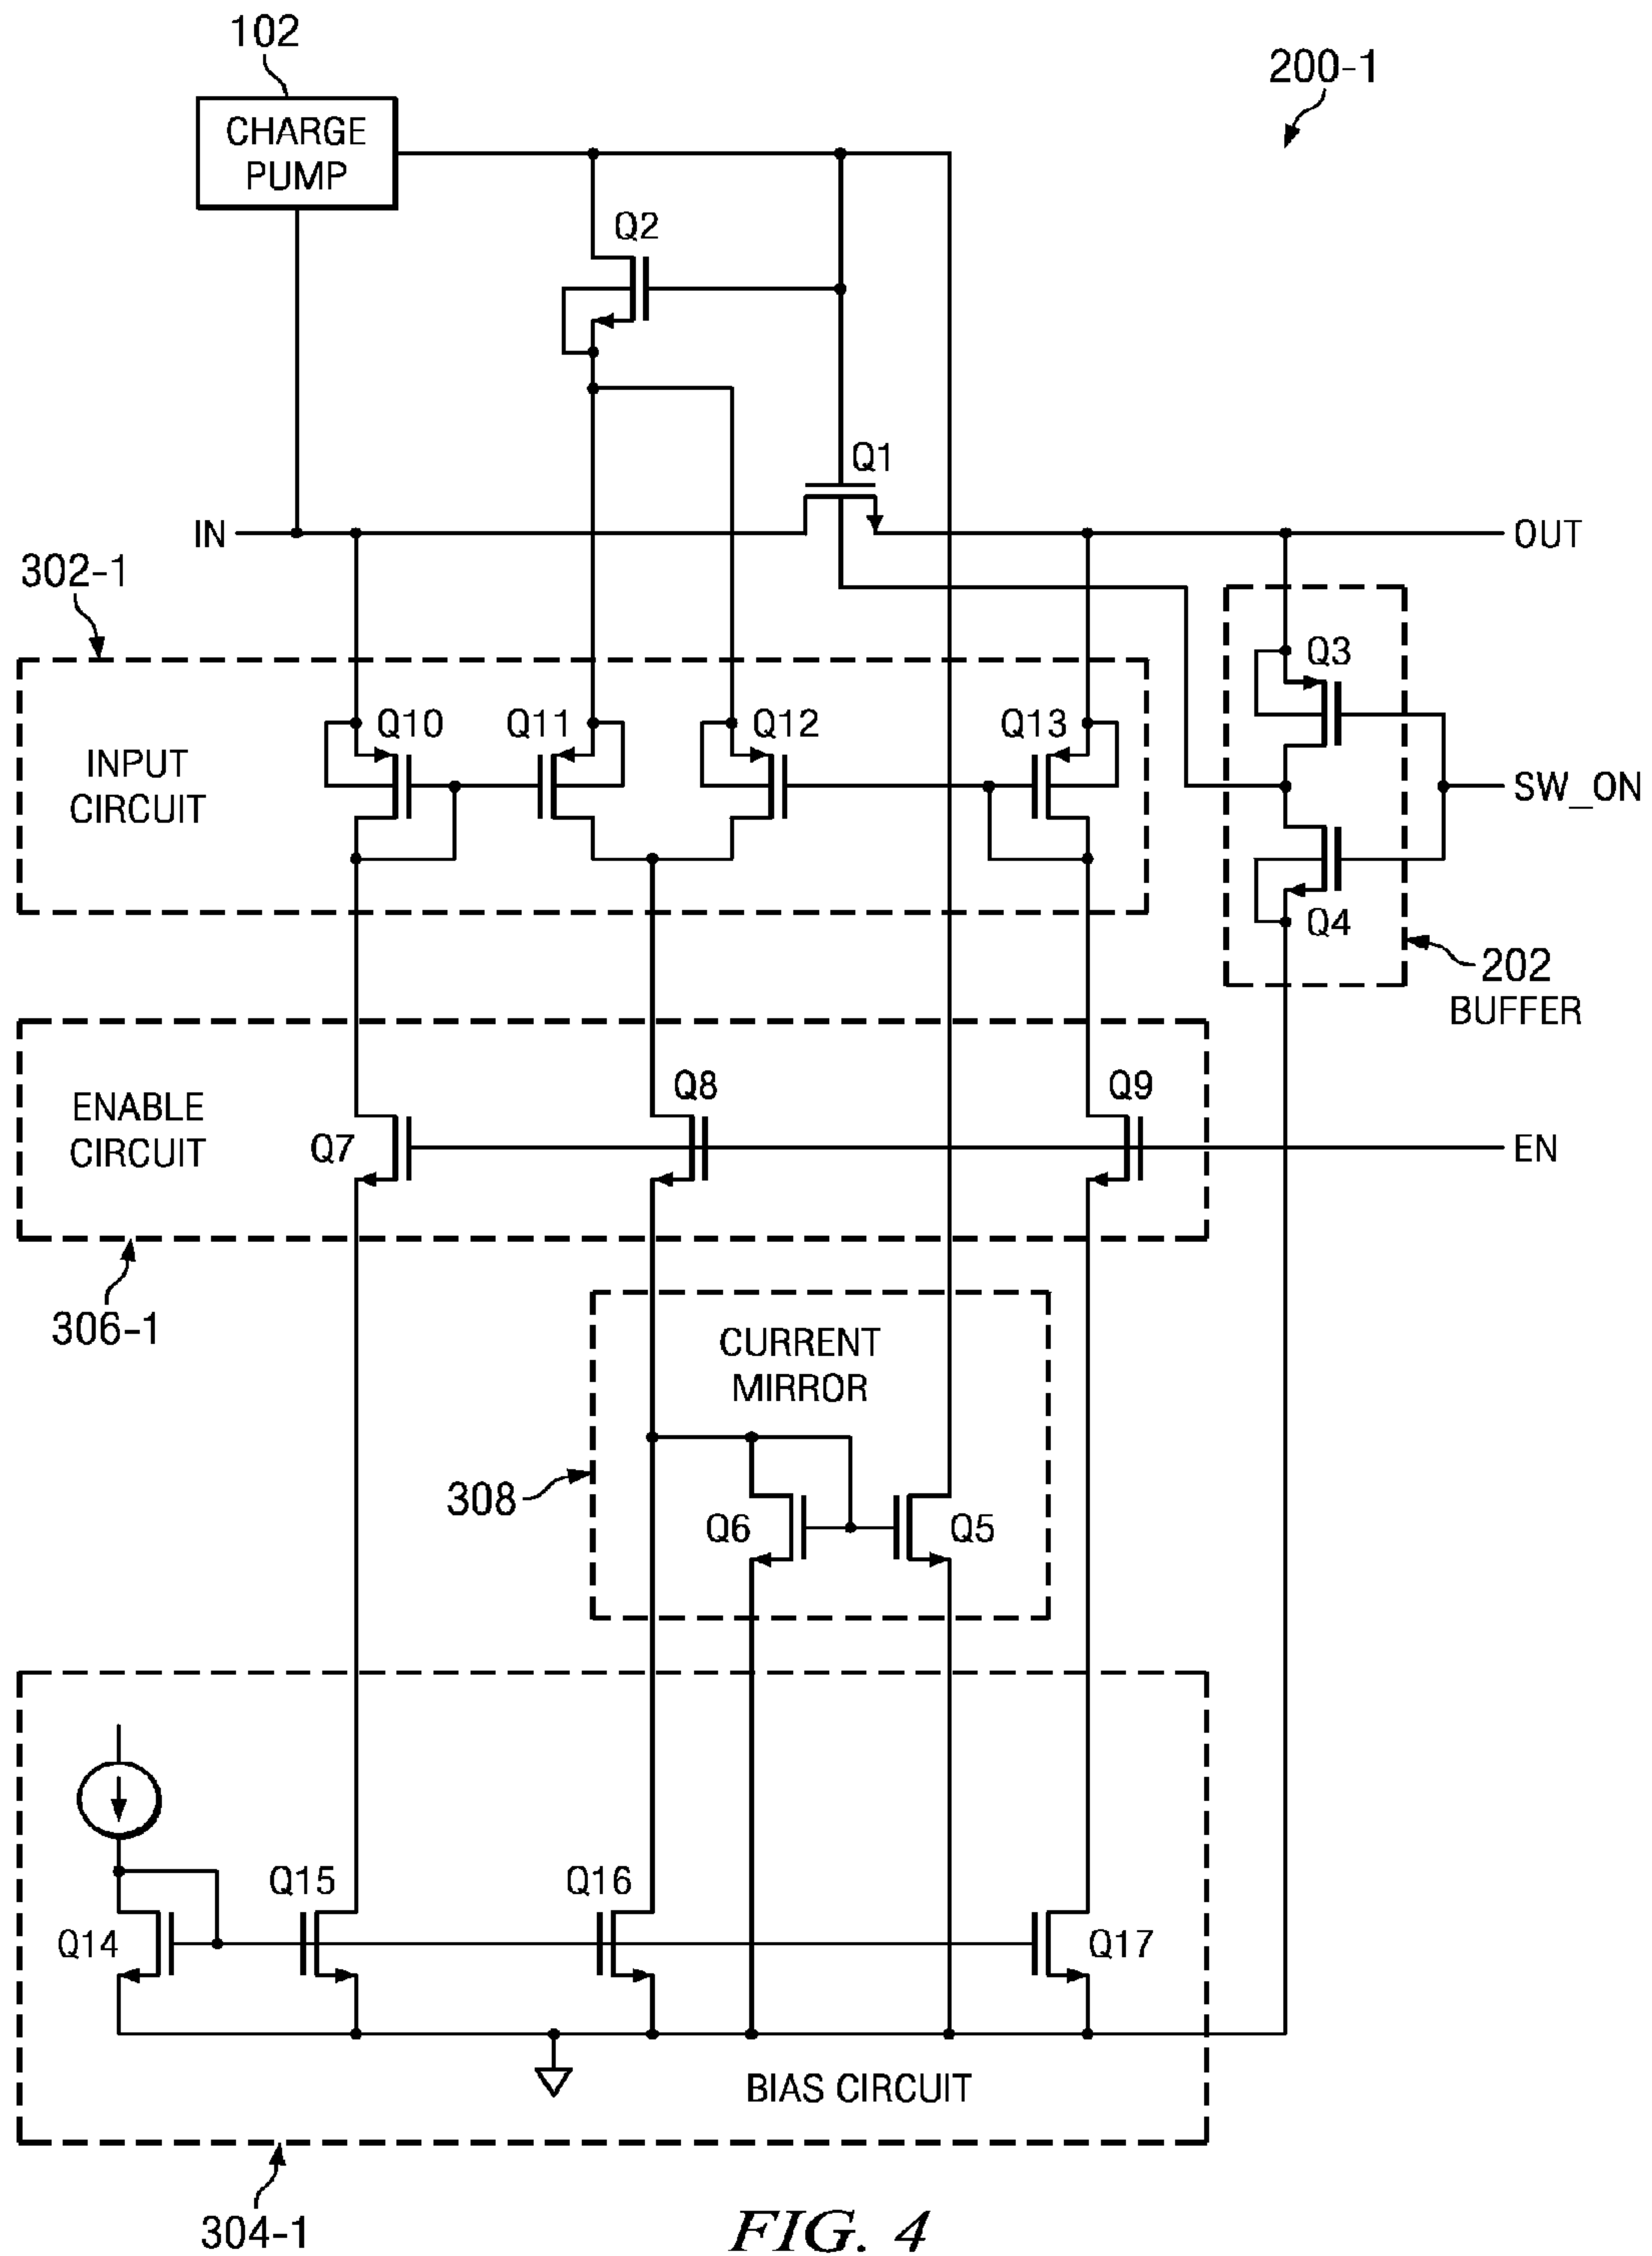 102
200-1
CHARGE
PUMP
Q2
Q1
IN
OUT
302-1
Q3
Q10
Q11
Q12
Q13
INPUT
CIRCUIT
SW_ON
Q4
202
BUFFER
Q8
Q9
ENABLE
CIRCUIT
Q7
EN
306-1
CURRENT
MIRROR
308
Q6
Q5
Q15
Q16
Q14
Q17
BIAS CIRCUIT
304-1
FIG. 4